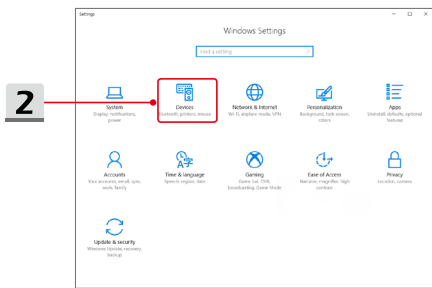 Settings
Windows Settings
Find a setting
2
System
Display, notifications,
power
Devices
Bluetooth, printers, mouse
Network & Internet
Wi-Fi, airplane mode, VPN
Personalization
Background, lock screen,
colors
Apps
Uninstall, defaults, optional
features
Accounts
Your accounts, email, sync,
work, family
Time & language
Speech, region, date
Gaming
Game bar, DVR,
broadcasting, Game Mode
Ease of Access
Narrator, magnifier, high
contrast
Privacy
Location, camera
Update & security
Windows Update, recovery,
backup